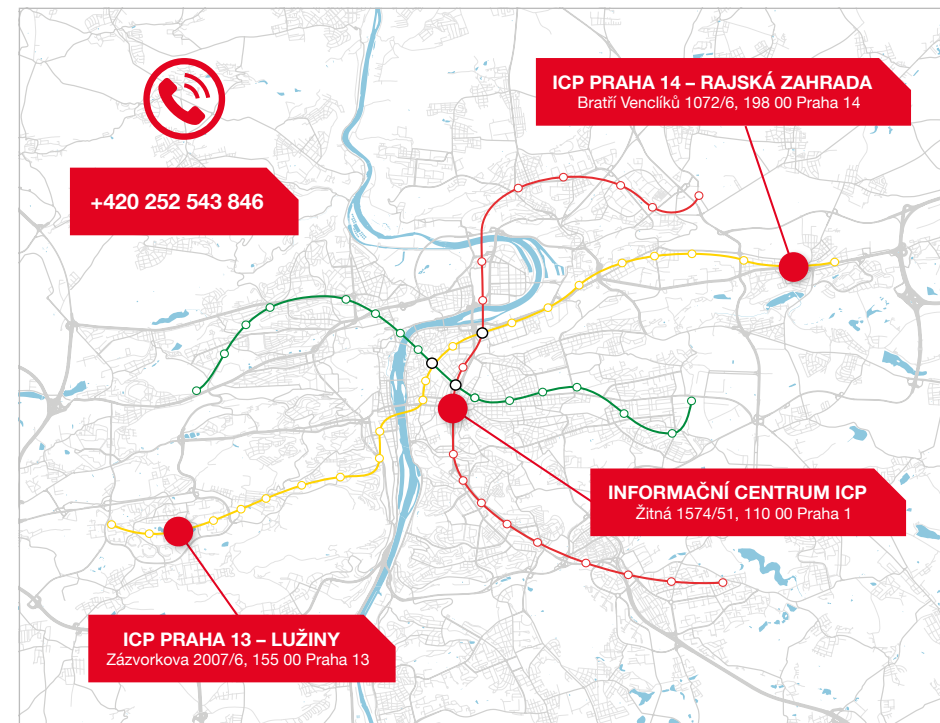 ICP PRAHA 14 – RAJSKÁ ZAHRADA
Bratří Venclíků 1072/6, 198 00 Praha 14
+420 252 543 846
INFORMAČNÍ CENTRUM ICP
Žitná 1574/51, 110 00 Praha 1
ICP PRAHA 13 – LUŽINY
Zázvorkova 2007/6, 155 00 Praha 13